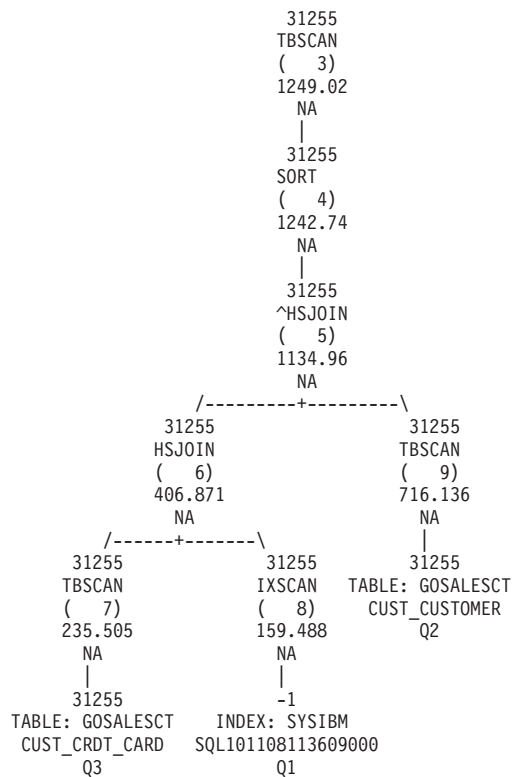 31255
TBSCAN
( 3)
1249.02
NA
|
31255
SORT
( 4)
1242.74
NA
|
31255
^HSJOIN
( 5)
1134.96
NA
/---------+---------\
31255 31255
HSJOIN TBSCAN
( 6) ( 9)
406.871 716.136
NA NA
/------+-------\ |
31255 31255 31255
TBSCAN IXSCAN TABLE: GOSALESCT
( 7) ( 8) CUST_CUSTOMER
235.505 159.488 Q2
NA NA
| |
31255 -1
TABLE: GOSALESCT INDEX: SYSIBM
CUST_CRDT_CARD SQL101108113609000
Q3 Q1